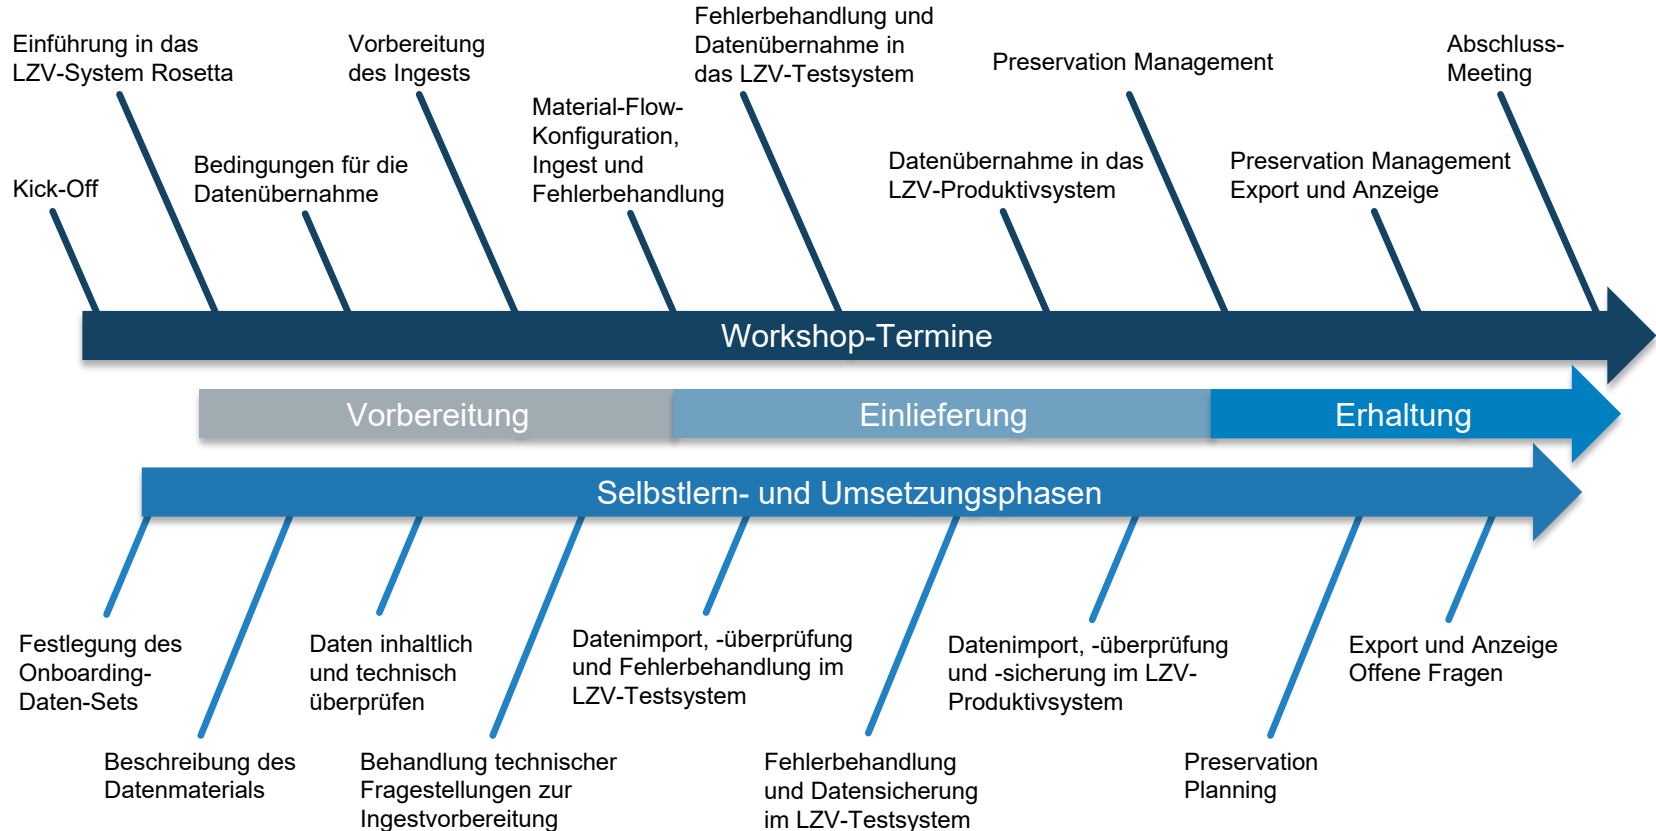 Kick-Off
Einführung in das
LZV-System Rosetta
Bedingungen für die
Datenübernahme
Vorbereitung
des Ingests
Material-Flow-
Konfiguration,
Ingest und
Fehlerbehandlung
Fehlerbehandlung und
Datenübernahme in
das LZV-Testsystem
Datenübernahme in das
LZV-Produktivsystem
Preservation Management
Preservation Management
Export und Anzeige
Abschluss-
Meeting
Workshop-Termine
Vorbereitung
Einlieferung
Erhaltung
Selbstlern- und Umsetzungsphasen
Festlegung des
Onboarding-
Daten-Sets
Beschreibung des
Datenmaterials
Daten inhaltlich
und technisch
überprüfen
Behandlung technischer
Fragestellungen zur
Ingestvorbereitung
Datenimport, -überprüfung
und Fehlerbehandlung im
LZV-Testsystem
Fehlerbehandlung
und Datensicherung
im LZV-Testsystem
Datenimport, -überprüfung
und -sicherung im LZV-
Produktivsystem
Preservation
Planning
Export und Anzeige
Offene Fragen